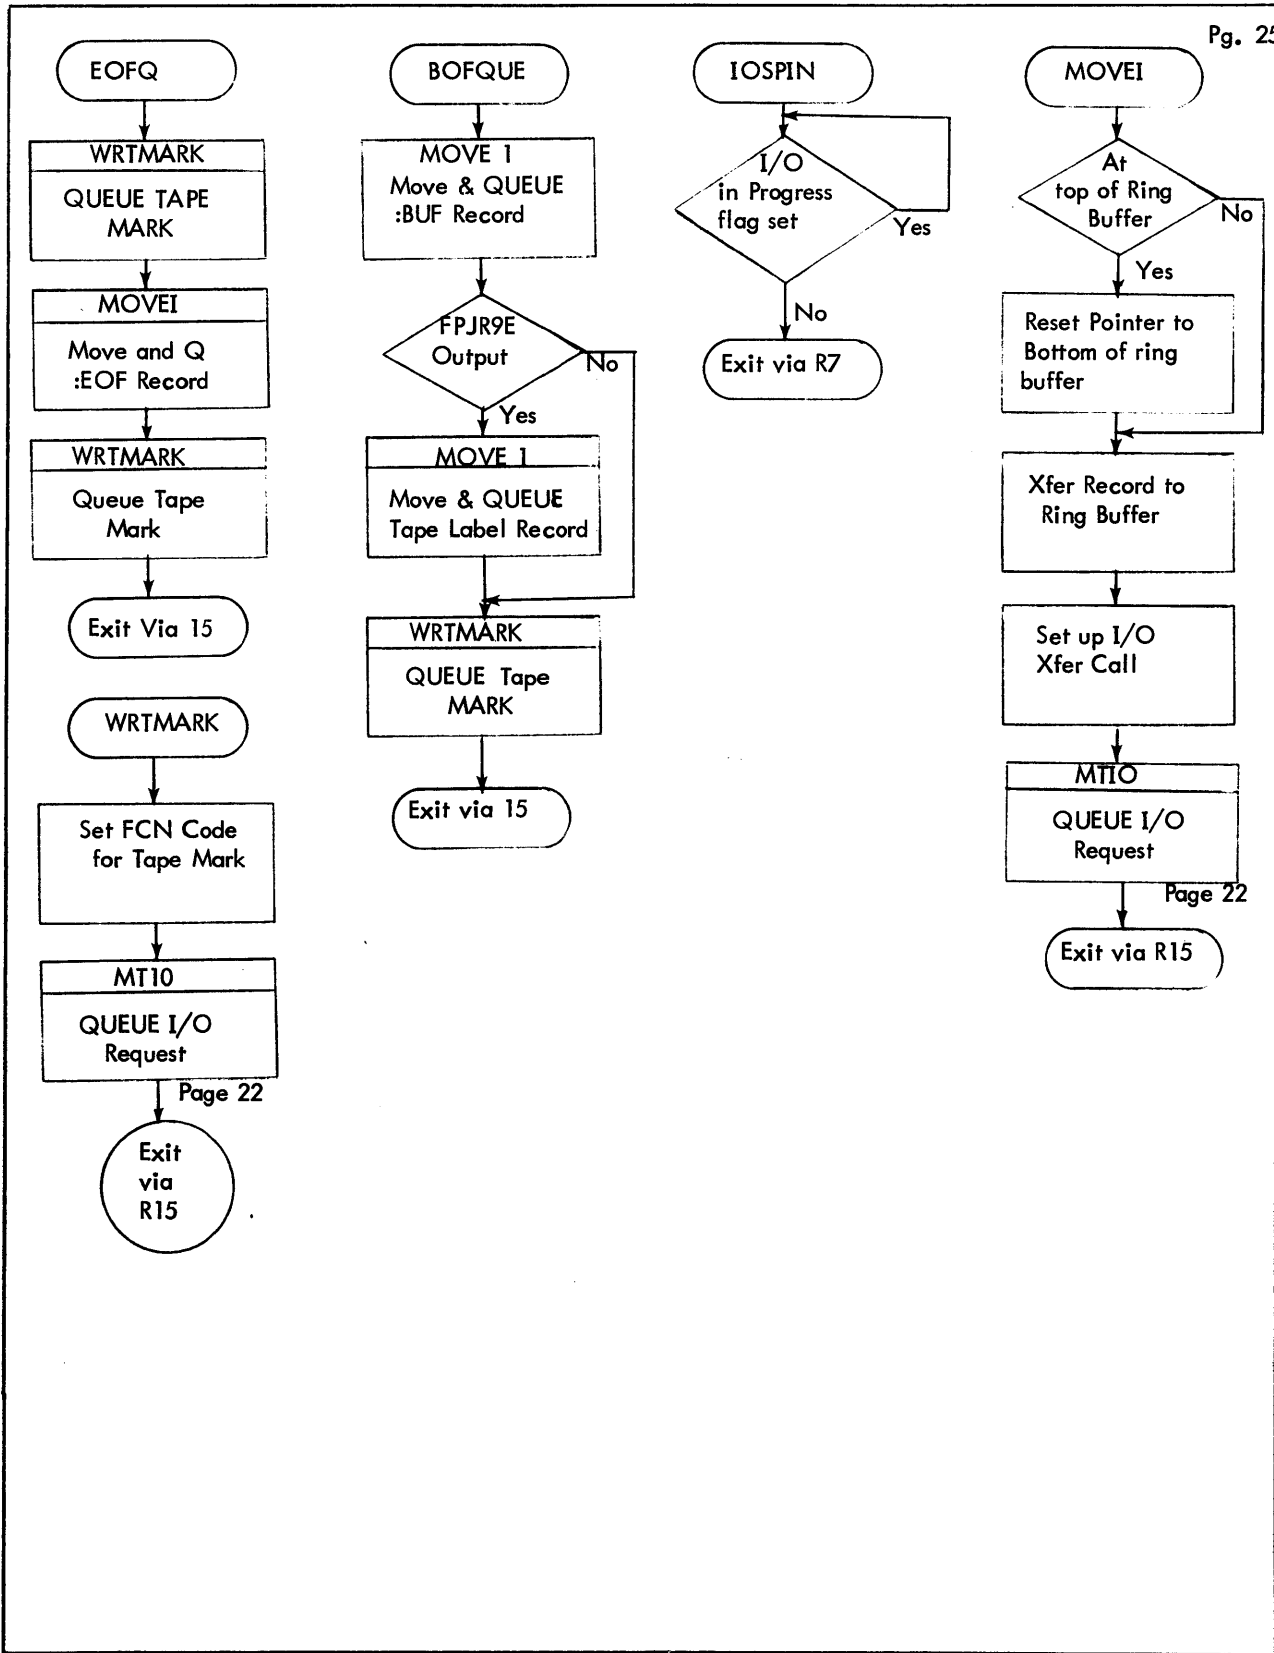 Pg. 25
EOFQ
WRTMARK
QUEUE TAPE
MARK
MOVEI
Move and Q
:EOF Record
WRTMARK
Queue Tape
Mark
Exit Via 15
WRTMARK
Set FCN Code
for Tape Mark
MT10
QUEUE I/O
Request
Page 22
Exit
via
R15
BOFQUE
MOVE 1
Move & QUEUE
:BUF Record
FPJR9E
Output
No
Yes
MOVE 1
Move & QUEUE
Tape Label Record
WRTMARK
QUEUE Tape
MARK
Exit via 15
IOSPIN
I/O
in Progress
flag set
Yes
No
Exit via R7
MOVEI
At
top of Ring
Buffer
No
Yes
Reset Pointer to
Bottom of ring
buffer
Xfer Record to
Ring Buffer
Set up I/O
Xfer Call
MTIO
QUEUE I/O
Request
Page 22
Exit via R15